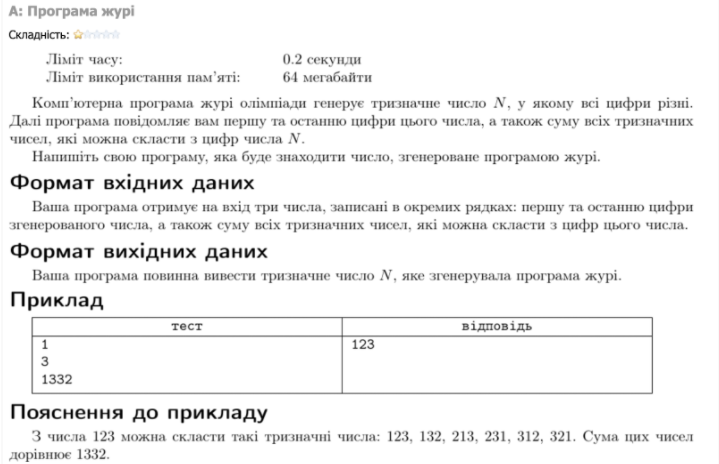 А: Програма журі
Складність:
Ліміт часу: 0.2 секунди
Ліміт використання пам'яті: 64 мегабайти
Комп'ютерна програма журі олімпіади генерує тризначне число N, у якому всі цифри різні.
Далі програма повідомляє вам першу та останню цифри цього числа, а також суму всіх тризначних
чисел, які можна скласти з цифр числа N.
Напишіть свою програму, яка буде знаходити число, згенероване програмою журі.
Формат вхідних даних
Ваша програма отримує на вхід три числа, записані в окремих рядках: першу та останню цифри
згенерованого числа, а також суму всіх тризначних чисел, які можна скласти з цифр цього числа.
Формат вихідних даних
Ваша програма повинна вивести тризначне число N, яке згенерувала програма журі.
Приклад
тест відповідь
1 123
3
1332
Пояснення до прикладу
З числа 123 можна скласти такі тризначні числа: 123, 132, 213, 231, 312, 321. Сума цих чисел
дорівнює 1332.